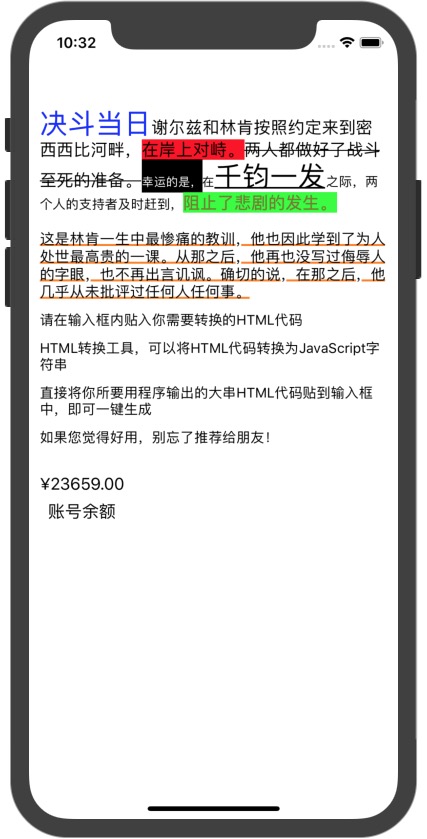 10:32
决斗当日谢尔兹和林肯按照约定来到密
西西比河畔，在岸上对峙。两人都做好了战斗
至死的准备。幸运的是，在千钧一发之际，两
个人的支持者及时赶到，阻止了悲剧的发生。
这是林肯一生中最惨痛的教训，他也因此学到了为人
处世最高贵的一课。从那之后，他再也没写过侮辱人
的字眼，也不再出言讥讽。确切的说，在那之后，他
几乎从未批评过任何人任何事。
请在输入框内贴入你需要转换的HTML代码
HTML转换工具，可以将HTML代码转换为JavaScript字
符串
直接将你所要用程序输出的大串HTML代码贴到输入框
中，即可一键生成
如果您觉得好用，别忘了推荐给朋友！
¥23659.00
账号余额